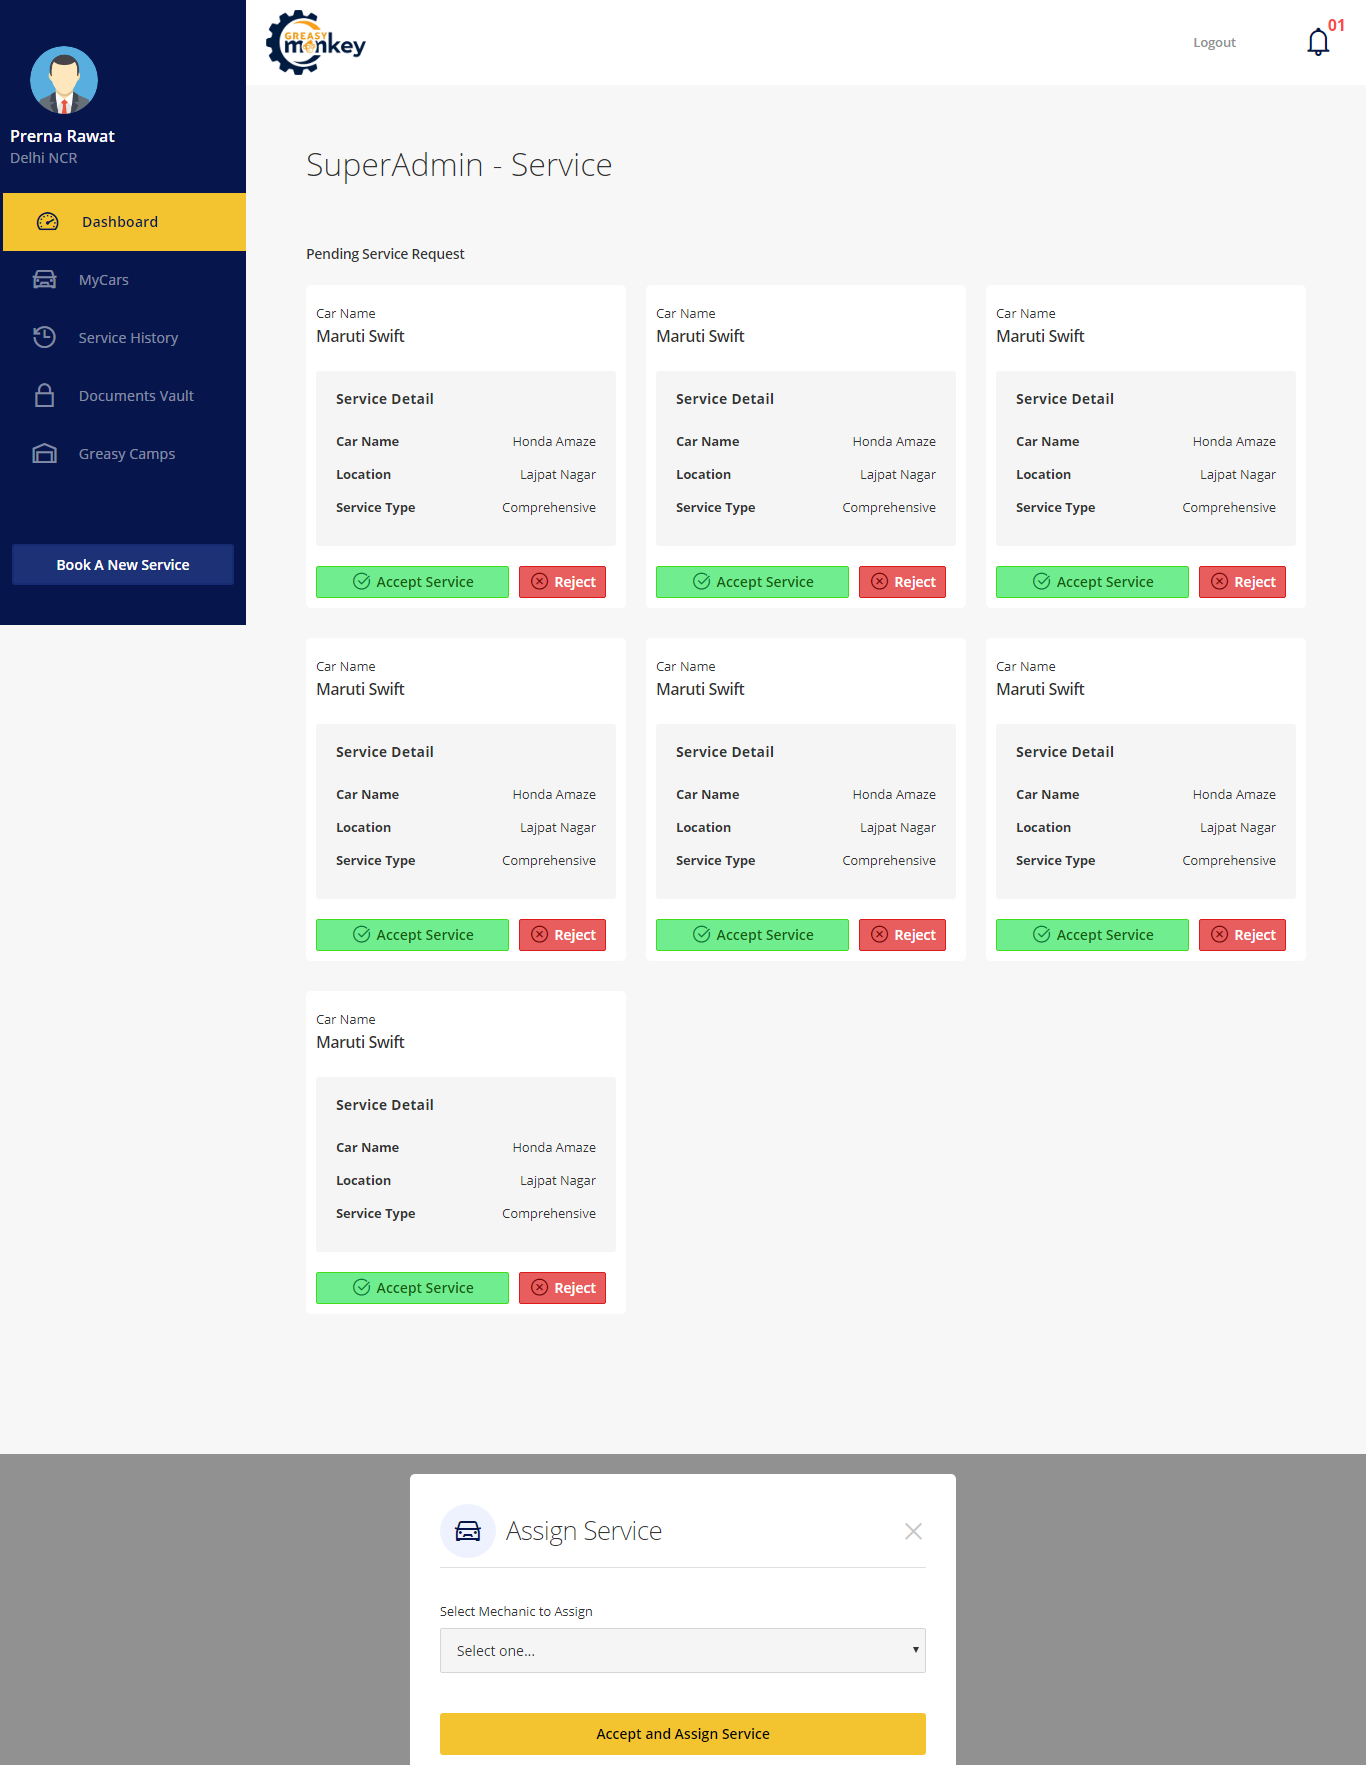 GREASY
monkey
Logout
01
Prerna Rawat
Delhi NCR
Dashboard
MyCars
Service History
Documents Vault
Greasy Camps
Book A New Service
SuperAdmin - Service
Pending Service Request
Car Name
Maruti Swift
Service Detail
Car Name Honda Amaze
Location Lajpat Nagar
Service Type Comprehensive
Accept Service Reject
Car Name
Maruti Swift
Service Detail
Car Name Honda Amaze
Location Lajpat Nagar
Service Type Comprehensive
Accept Service Reject
Car Name
Maruti Swift
Service Detail
Car Name Honda Amaze
Location Lajpat Nagar
Service Type Comprehensive
Accept Service Reject
Car Name
Maruti Swift
Service Detail
Car Name Honda Amaze
Location Lajpat Nagar
Service Type Comprehensive
Accept Service Reject
Car Name
Maruti Swift
Service Detail
Car Name Honda Amaze
Location Lajpat Nagar
Service Type Comprehensive
Accept Service Reject
Car Name
Maruti Swift
Service Detail
Car Name Honda Amaze
Location Lajpat Nagar
Service Type Comprehensive
Accept Service Reject
Car Name
Maruti Swift
Service Detail
Car Name Honda Amaze
Location Lajpat Nagar
Service Type Comprehensive
Accept Service Reject
Assign Service
Select Mechanic to Assign
Select one...
Accept and Assign Service